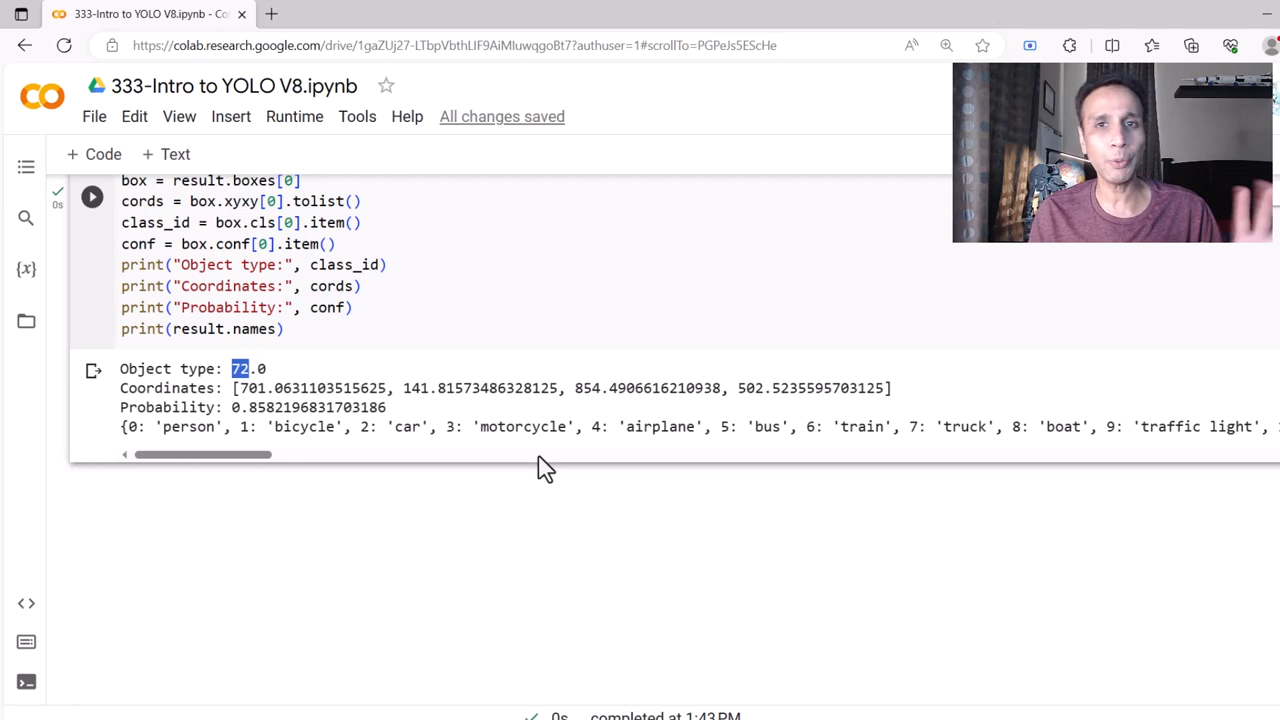 333-Intro to YOLO V8.ipynb - Co
https://colab.research.google.com/drive/1gaZUj27-LTbpVbthLIF9AiMluwqgoBt7?authuser=1#scrollTo=PGPeJs5EScHe
333-Intro to YOLO V8.ipynb
File Edit View Insert Runtime Tools Help All changes saved
+ Code + Text
box = result.boxes[0]
0s
cords = box.xyxy[0].tolist()
class_id = box.cls[0].item()
conf = box.conf[0].item()
print("Object type:", class_id)
print("Coordinates:", cords)
print("Probability:", conf)
print(result.names)
Object type: 72.0
Coordinates: [701.0631103515625, 141.81573486328125, 854.4906616210938, 502.5235595703125]
Probability: 0.8582196831703186
{0: 'person', 1: 'bicycle', 2: 'car', 3: 'motorcycle', 4: 'airplane', 5: 'bus', 6: 'train', 7: 'truck', 8: 'boat', 9: 'traffic light', 1
0s completed at 1:43 PM